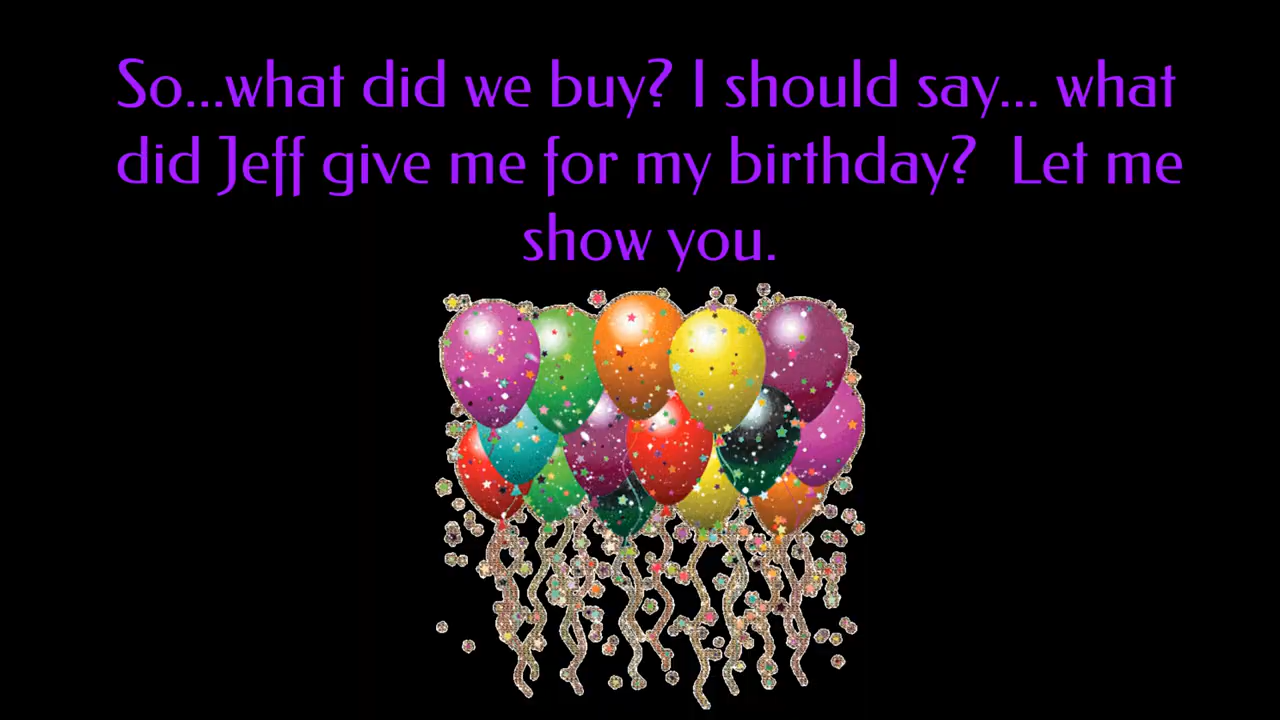 So...what did we buy? I should say... what
did Jeff give me for my birthday?  Let me
show you.